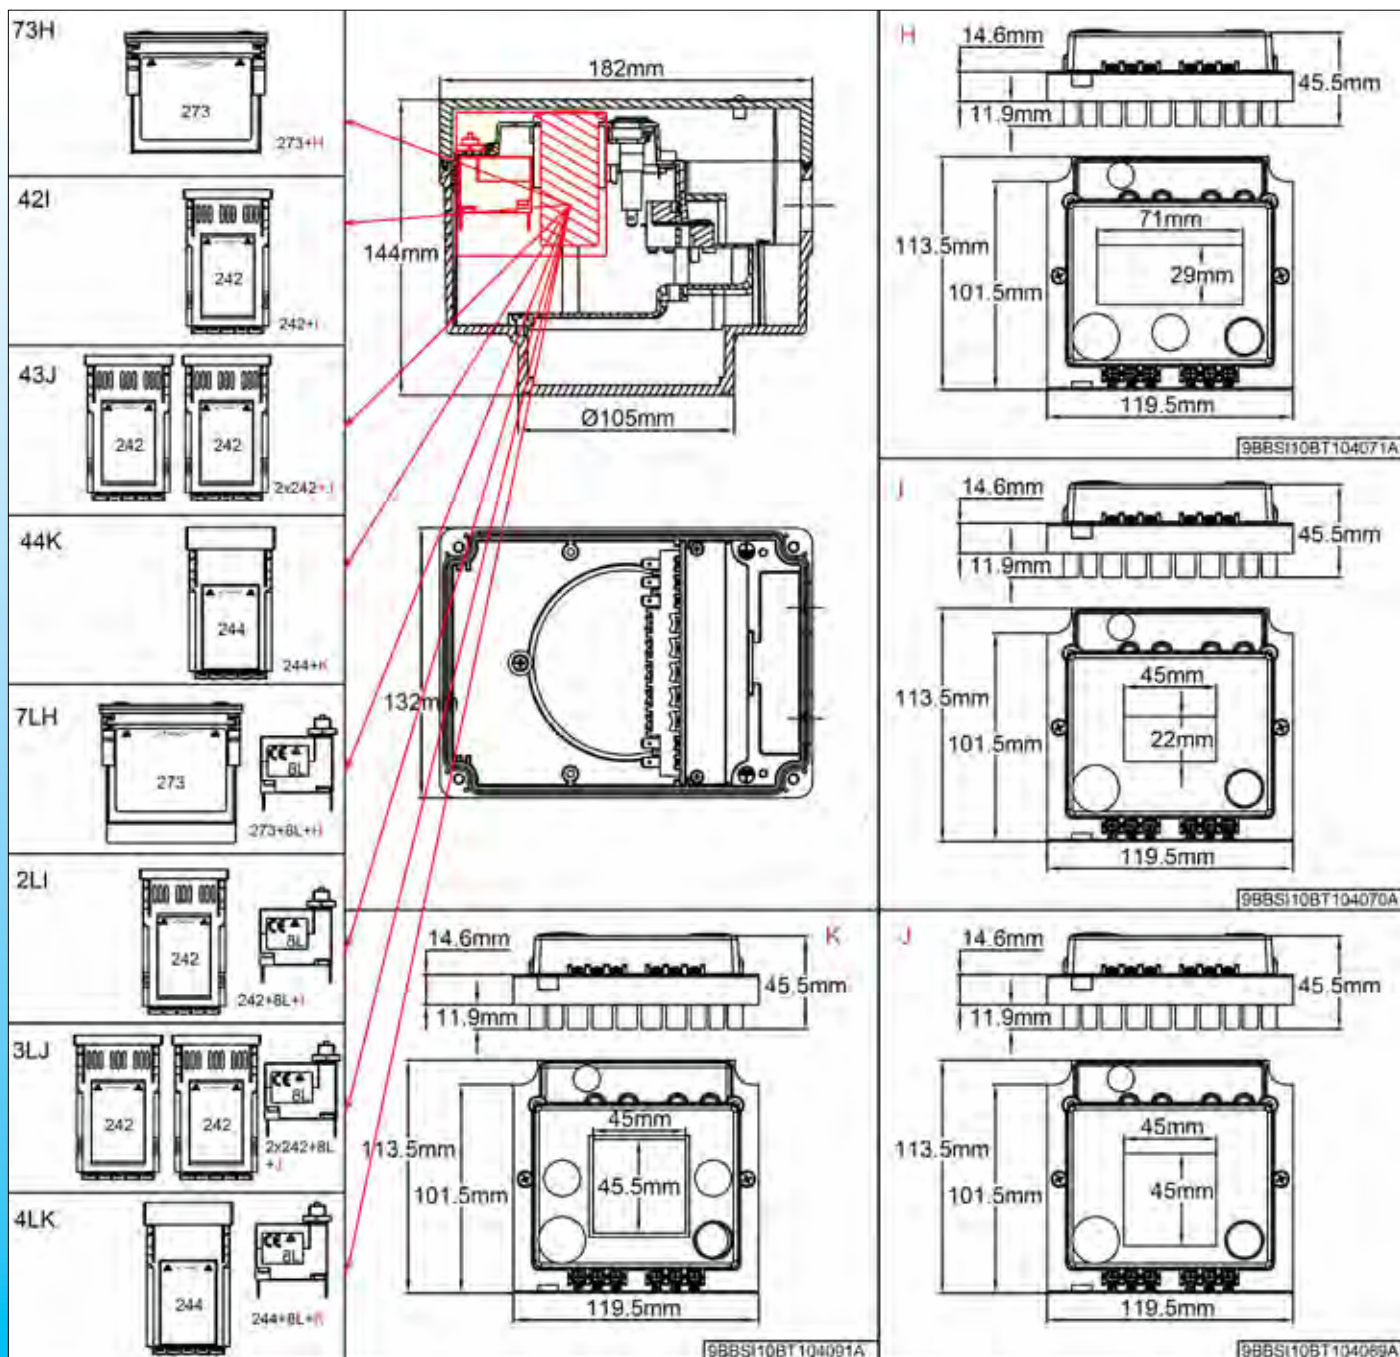 73H
273
273+H
42I
242
242+I
43J
242
242
2x242+J
44K
244
244+K
7LH
273
CE
8L
273+8L+H
2LI
242
CE
8L
242+8L+I
3LJ
242
242
CE
8L
2x242+8L
+J
4LK
244
CE
8L
244+8L+K
182mm
144mm
Ø105mm
132mm
H
14.6mm
45.5mm
11.9mm
71mm
113.5mm
29mm
101.5mm
119.5mm
9BBSI10BT104071A
I
14.6mm
45.5mm
11.9mm
45mm
113.5mm
22mm
101.5mm
119.5mm
9BBSI10BT104070A
K
14.6mm
45.5mm
11.9mm
45mm
113.5mm
45.5mm
101.5mm
119.5mm
9BBSI10BT104091A
J
14.6mm
45.5mm
11.9mm
45mm
113.5mm
45mm
101.5mm
119.5mm
9BBSI10BT104069A